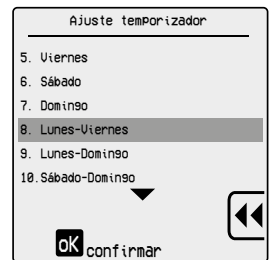 Ajuste temporizador
5. Viernes
6. Sábado
7. Domingo
8. Lunes-Viernes
9. Lunes-Domingo
10.Sábado-Domingo
oK confirmar